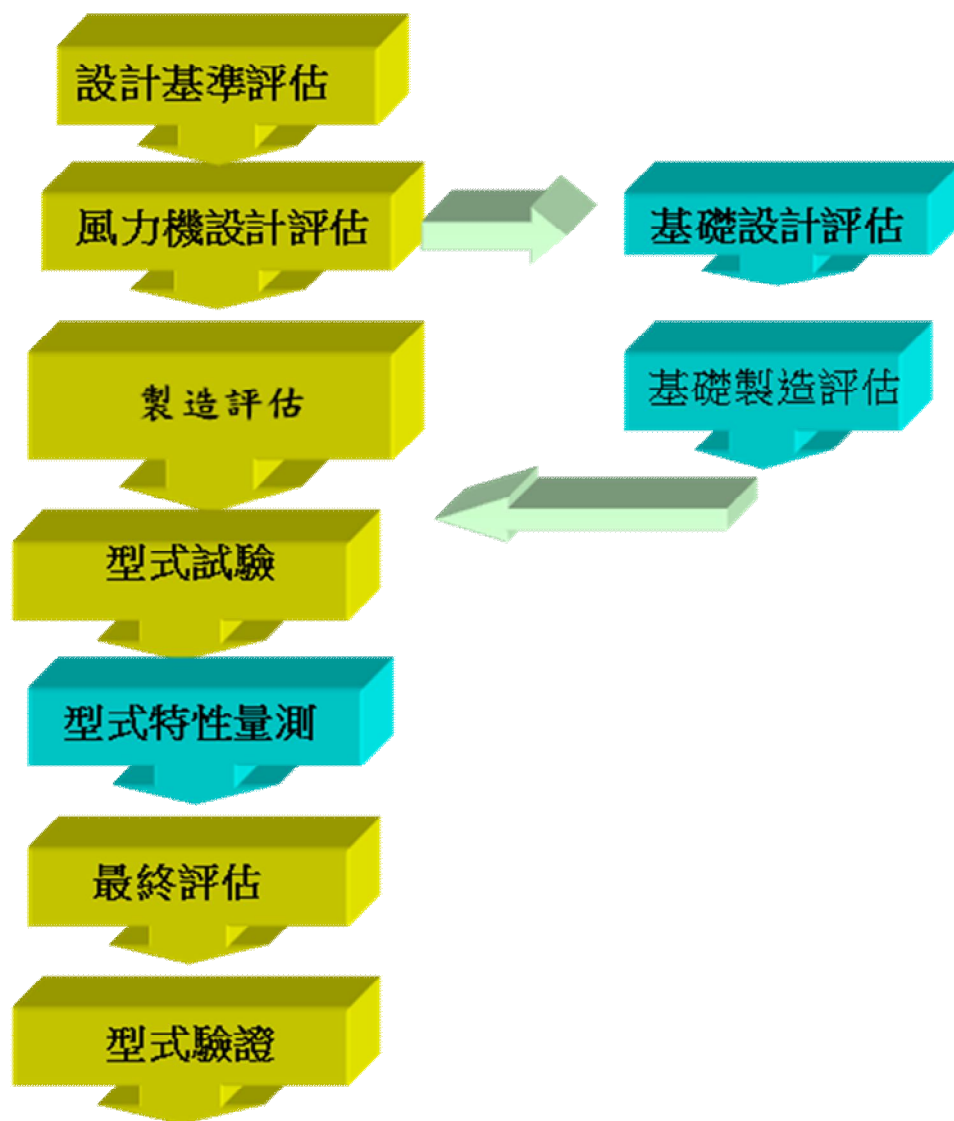 設計基準評估
風力機設計評估
基礎設計評估
製造評估
基礎製造評估
型式試驗
型式特性量測
最終評估
型式驗證